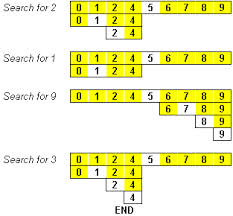 Search for 2 0 1 2 4 5 6 7 8 9
0 1 2 4
2 4
Search for 1 0 1 2 4 5 6 7 8 9
0 1 2 4
Search for 9 0 1 2 4 5 6 7 8 9
6 7 8 9
8 9
9
Search for 3 0 1 2 4 5 6 7 8 9
0 1 2 4
2 4
4
END